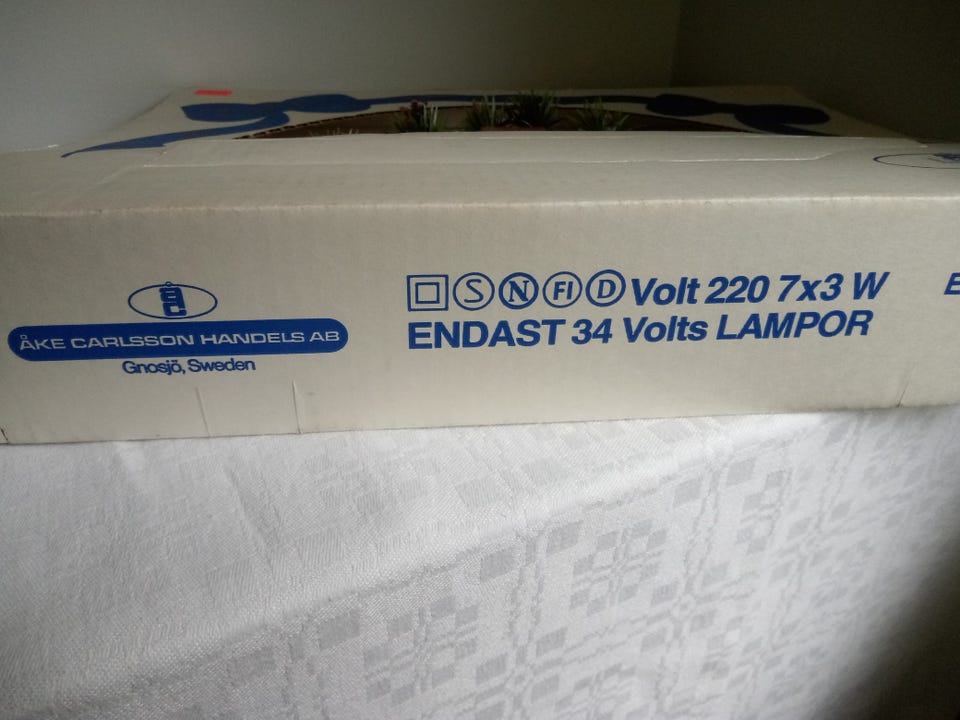 ÅKE CARLSSON HANDELS AB
Gnosjö, Sweden
S N FI D Volt 220 7x3 W
ENDAST 34 Volts LAMPOR
E